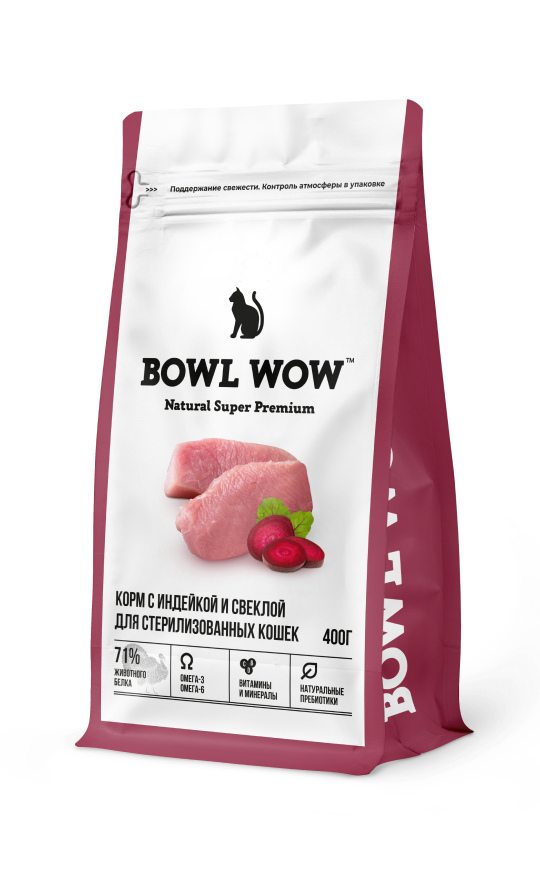 >>> Поддержание свежести. Контроль атмосферы в упаковке
BOWL WOW™
Natural Super Premium
КОРМ С ИНДЕЙКОЙ И СВЕКЛОЙ
ДЛЯ СТЕРИЛИЗОВАННЫХ КОШЕК 400Г
71%
ЖИВОТНОГО
БЕЛКА
Ω
ОМЕГА-3
ОМЕГА-6
ВИТАМИНЫ
И МИНЕРАЛЫ
НАТУРАЛЬНЫЕ
ПРЕБИОТИКИ
BOWL WO